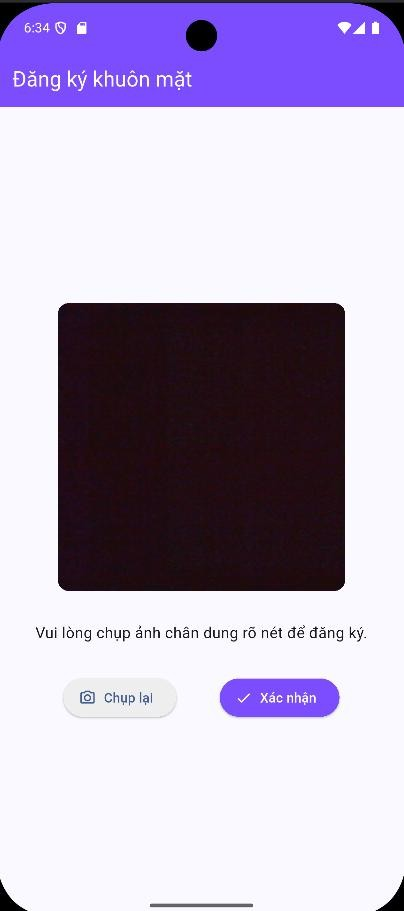 6:34
Đăng ký khuôn mặt
Vui lòng chụp ảnh chân dung rõ nét để đăng ký.
Chụp lại
Xác nhận